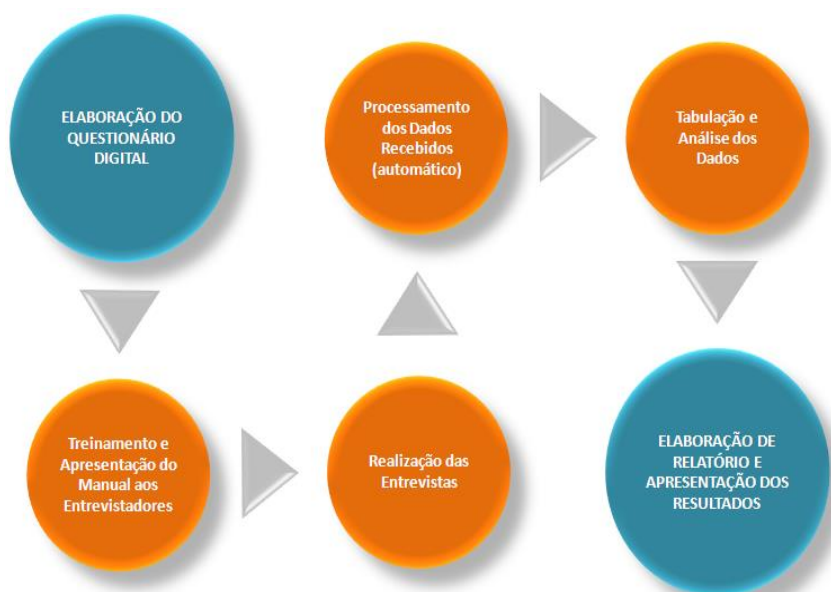 ELABORAÇÃO DO
QUESTIONÁRIO
DIGITAL
Treinamento e
Apresentação do
Manual aos
Entrevistadores
Realização das
Entrevistas
Processamento
dos Dados
Recebidos
(automático)
Tabulação e
Análise dos
Dados
ELABORAÇÃO DE
RELATÓRIO E
APRESENTAÇÃO DOS
RESULTADOS